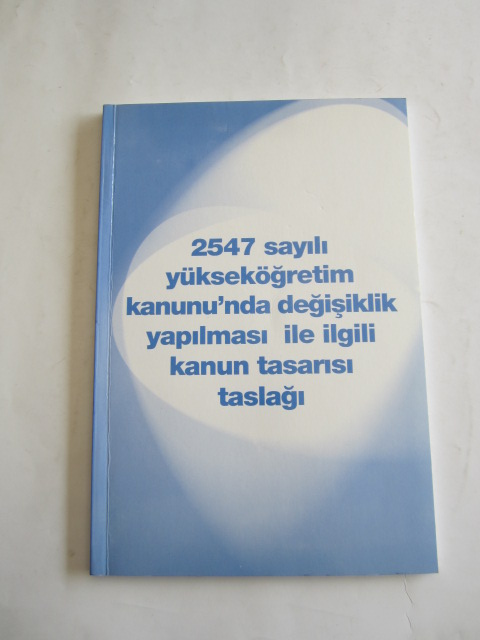 2547 sayılı
yükseköğretim
kanunu'nda değişiklik
yapılması ile ilgili
kanun tasarısı
taslağı